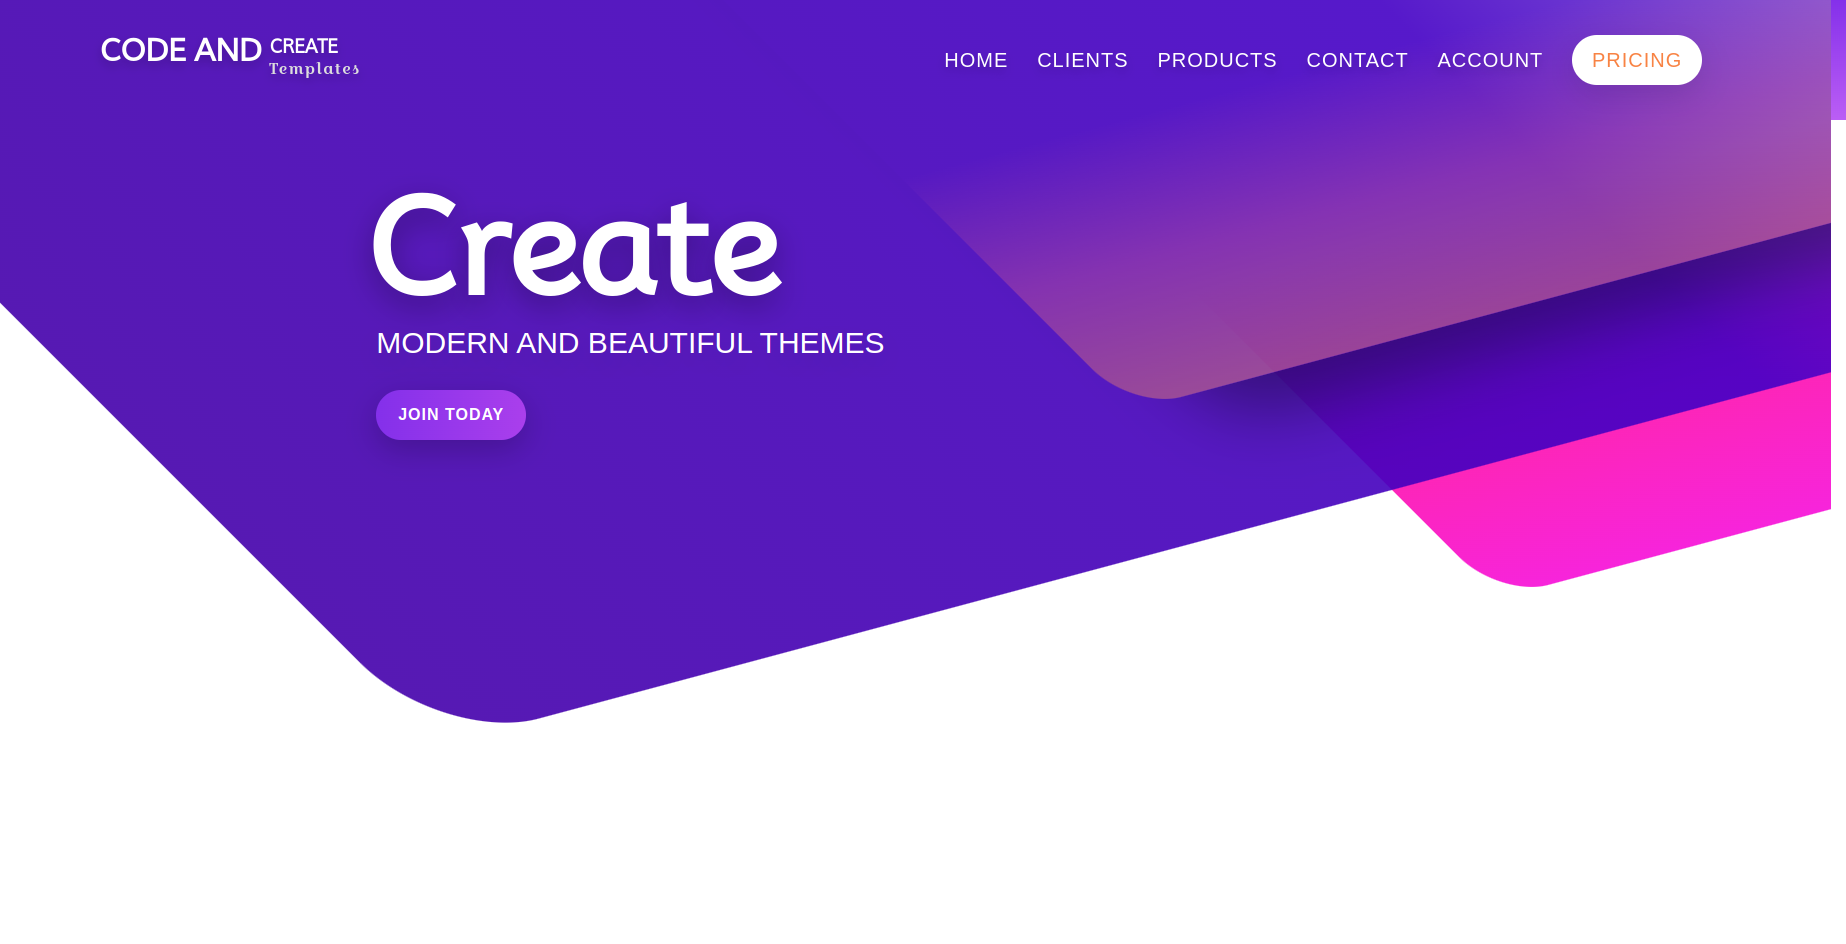 CODE AND CREATE
Templates
HOME CLIENTS PRODUCTS CONTACT ACCOUNT PRICING
Create
MODERN AND BEAUTIFUL THEMES
JOIN TODAY